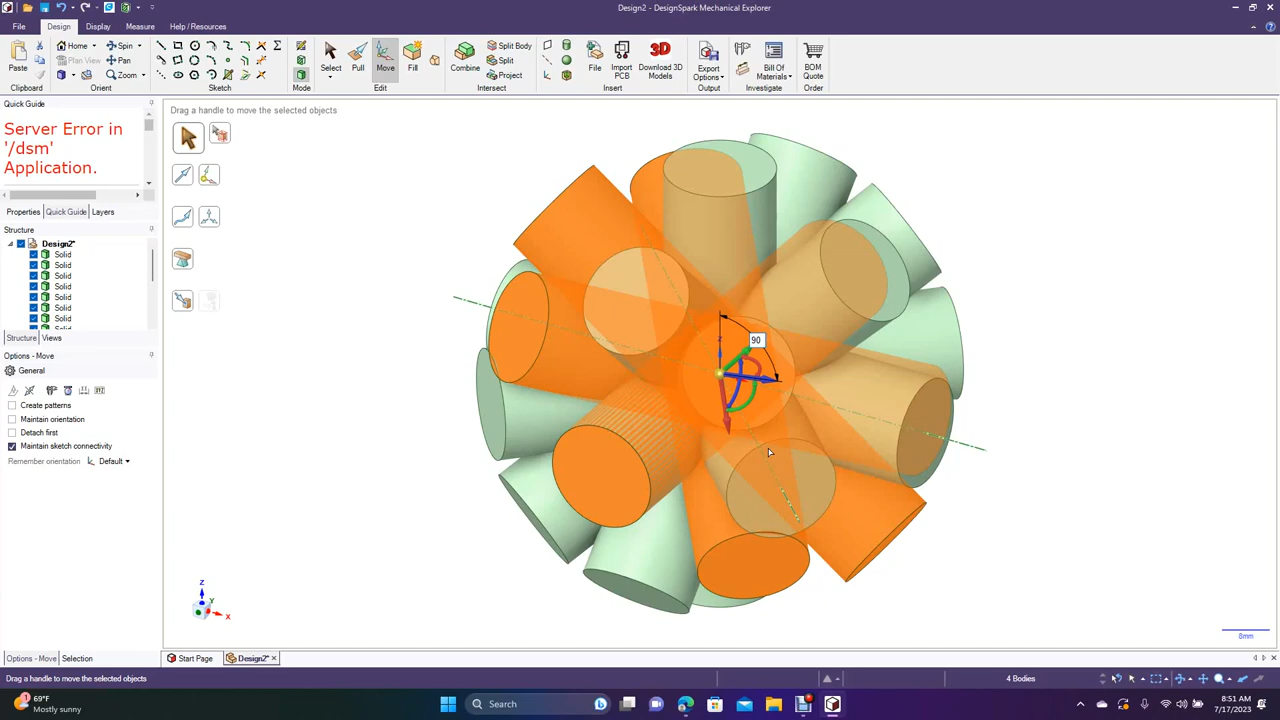 Design2 - DesignSpark Mechanical Explorer
File Design Display Measure Help / Resources
Paste
Clipboard
Home Spin
Plan View Pan
Zoom
Orient
Sketch
Mode
Select Pull Move Fill
Edit
Combine Split Body
Split
Project
Intersect
File Import PCB Download 3D Models
Insert
Export Options
Output
Bill Of Materials
Investigate
BOM Quote
Order
Quick Guide
Server Error in
'/dsm'
Application.
Properties Quick Guide Layers
Structure
Design2*
Solid
Solid
Solid
Solid
Solid
Solid
Solid
Structure Views
Options - Move
General
XYZ
Create patterns
Maintain orientation
Detach first
Maintain sketch connectivity
Remember orientation Default
Options - Move Selection
Drag a handle to move the selected objects
90
Z
Z
Y
X
8mm
Start Page Design2*
Drag a handle to move the selected objects
4 Bodies
1
69°F
Mostly sunny
Search
8:51 AM
7/17/2023